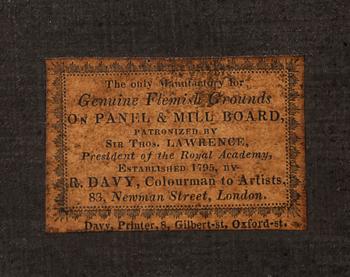 The only Manufactory for
Genuine Flemish Grounds
ON PANEL & MILL BOARD,
PATRONIZED BY
SIR THOS. LAWRENCE,
President of the Royal Academy,
ESTABLISHED 1795, BY
R. DAVY, Colourman to Artists,
83, Newman Street, London.
Davy, Printer, 8, Gilbert-st. Oxford-st.